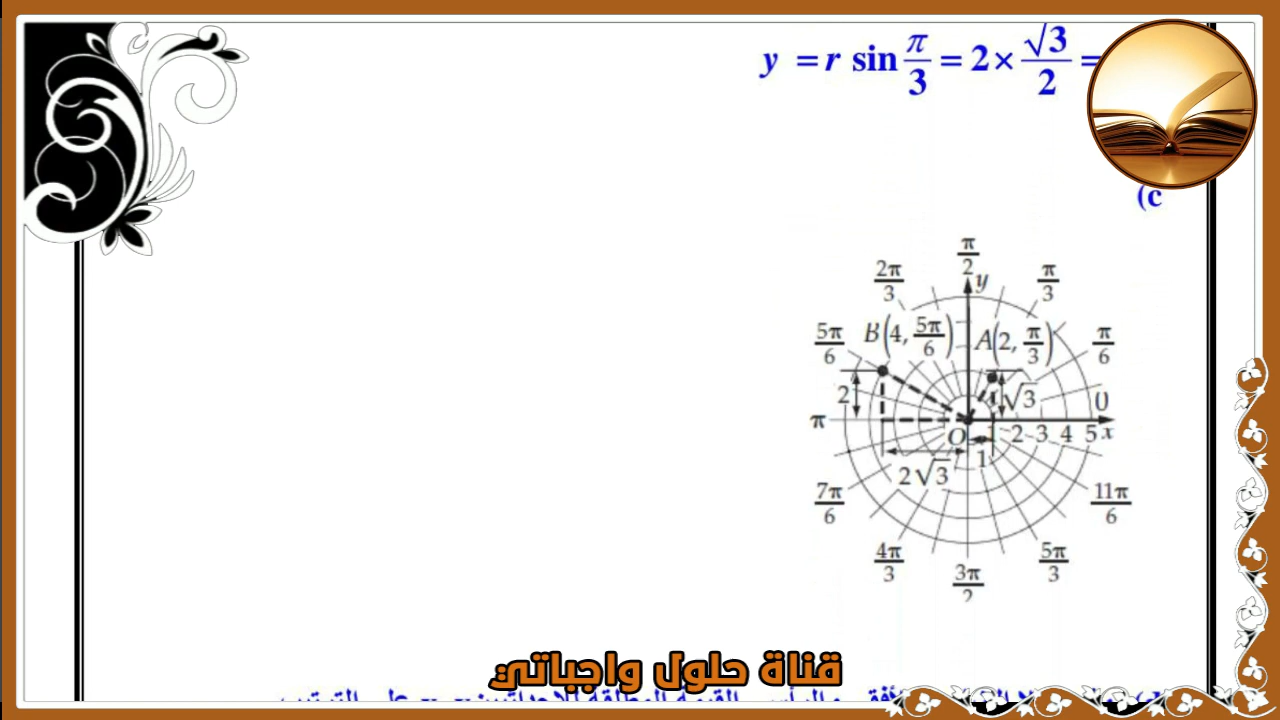 y = r sin π/3 = 2 × √3/2 =
(c
π/2
y
2π/3
π/3
5π/6
B(4, 5π/6)
A(2, π/3)
π/6
2
√3
0
π
O
1 2 3 4 5 x
1
2√3
7π/6
11π/6
4π/3
5π/3
3π/2
قناة حلول واجباتي